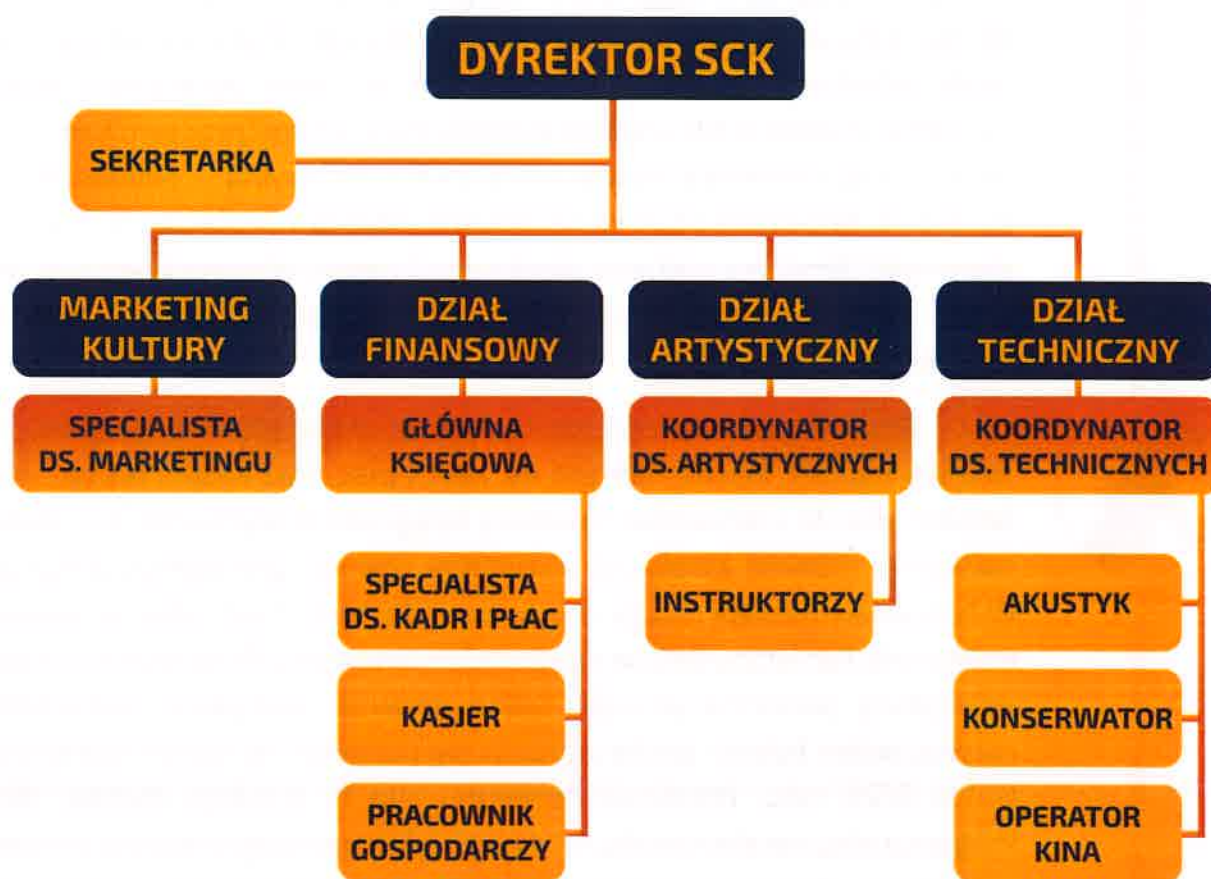 DYREKTOR SCK
SEKRETARKA
MARKETING
KULTURY
DZIAŁ
FINANSOWY
DZIAŁ
ARTYSTYCZNY
DZIAŁ
TECHNICZNY
SPECJALISTA
DS. MARKETINGU
GŁÓWNA
KSIĘGOWA
KOORDYNATOR
DS. ARTYSTYCZNYCH
KOORDYNATOR
DS. TECHNICZNYCH
SPECJALISTA
DS. KADR I PŁAC
INSTRUKTORZY
AKUSTYK
KASJER
KONSERWATOR
PRACOWNIK
GOSPODARCZY
OPERATOR
KINA